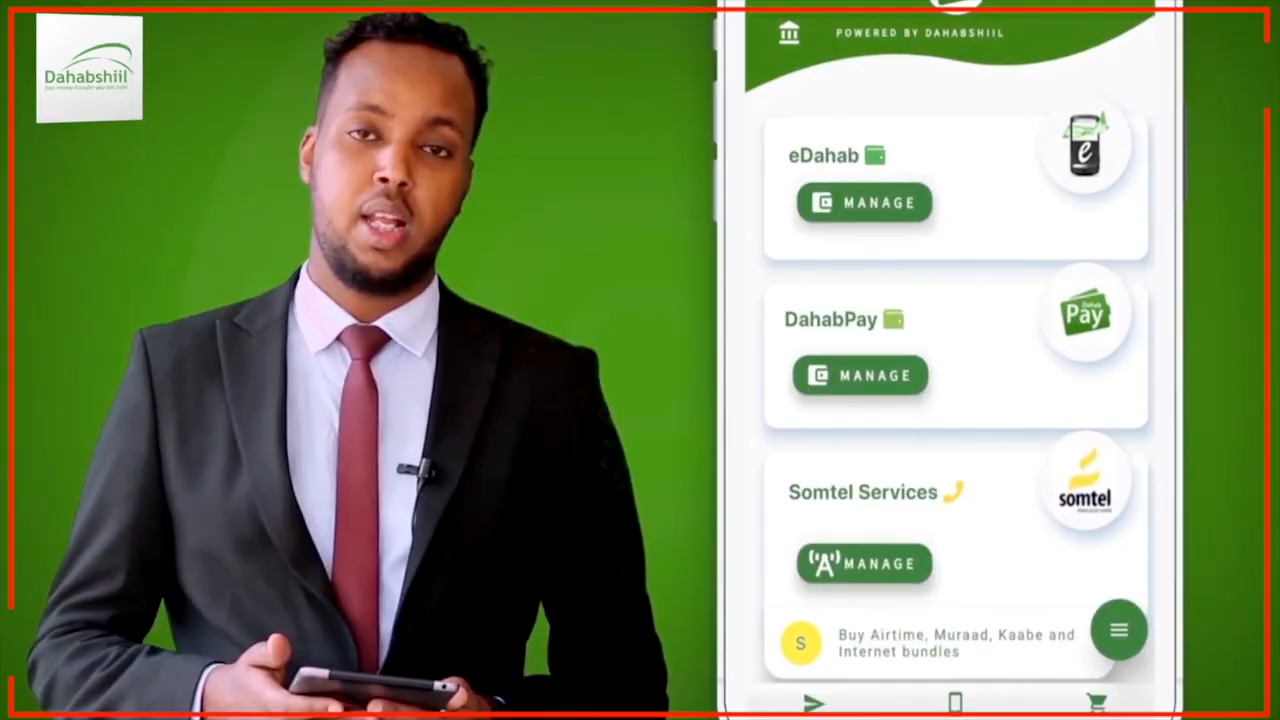 Dahabshiil
POWERED BY DAHABSHIIL
eDahab
e
MANAGE
DahabPay
Dahab
Pay
MANAGE
Somtel Services
somtel
MANAGE
S
Buy Airtime, Muraad, Kaabe and
Internet bundles